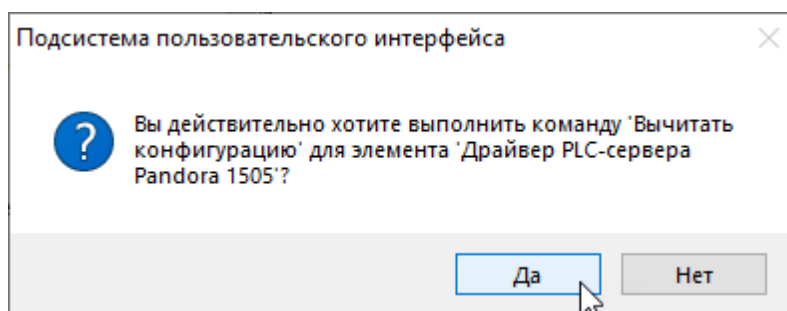 Подсистема пользовательского интерфейса
Вы действительно хотите выполнить команду 'Вычитать
конфигурацию' для элемента 'Драйвер PLC-сервера
Pandora 1505'?
Да
Нет